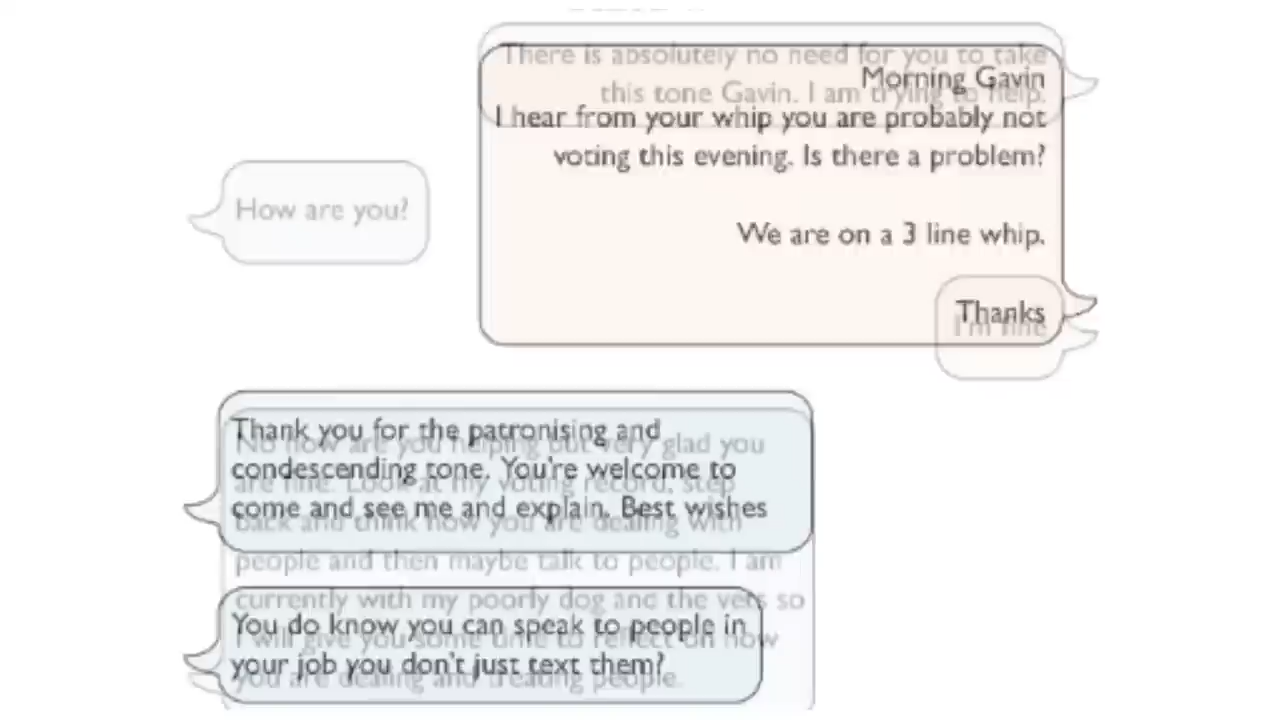 There is absolutely no need for you to take
this tone Gavin. I am trying to help.
Morning Gavin
I hear from your whip you are probably not
voting this evening. Is there a problem?
We are on a 3 line whip.
Thanks
How are you?
I'm fine
Thank you for the patronising and
condescending tone. You're welcome to
come and see me and explain. Best wishes
You do know you can speak to people in
your job you don't just text them?
No how are you helping but very glad you
are fine. Look at my voting record, step
back and think how you are dealing with
people and then maybe talk to people. I am
currently with my poorly dog and the vets so
I will give you some time to reflect on how
you are dealing and treating people.